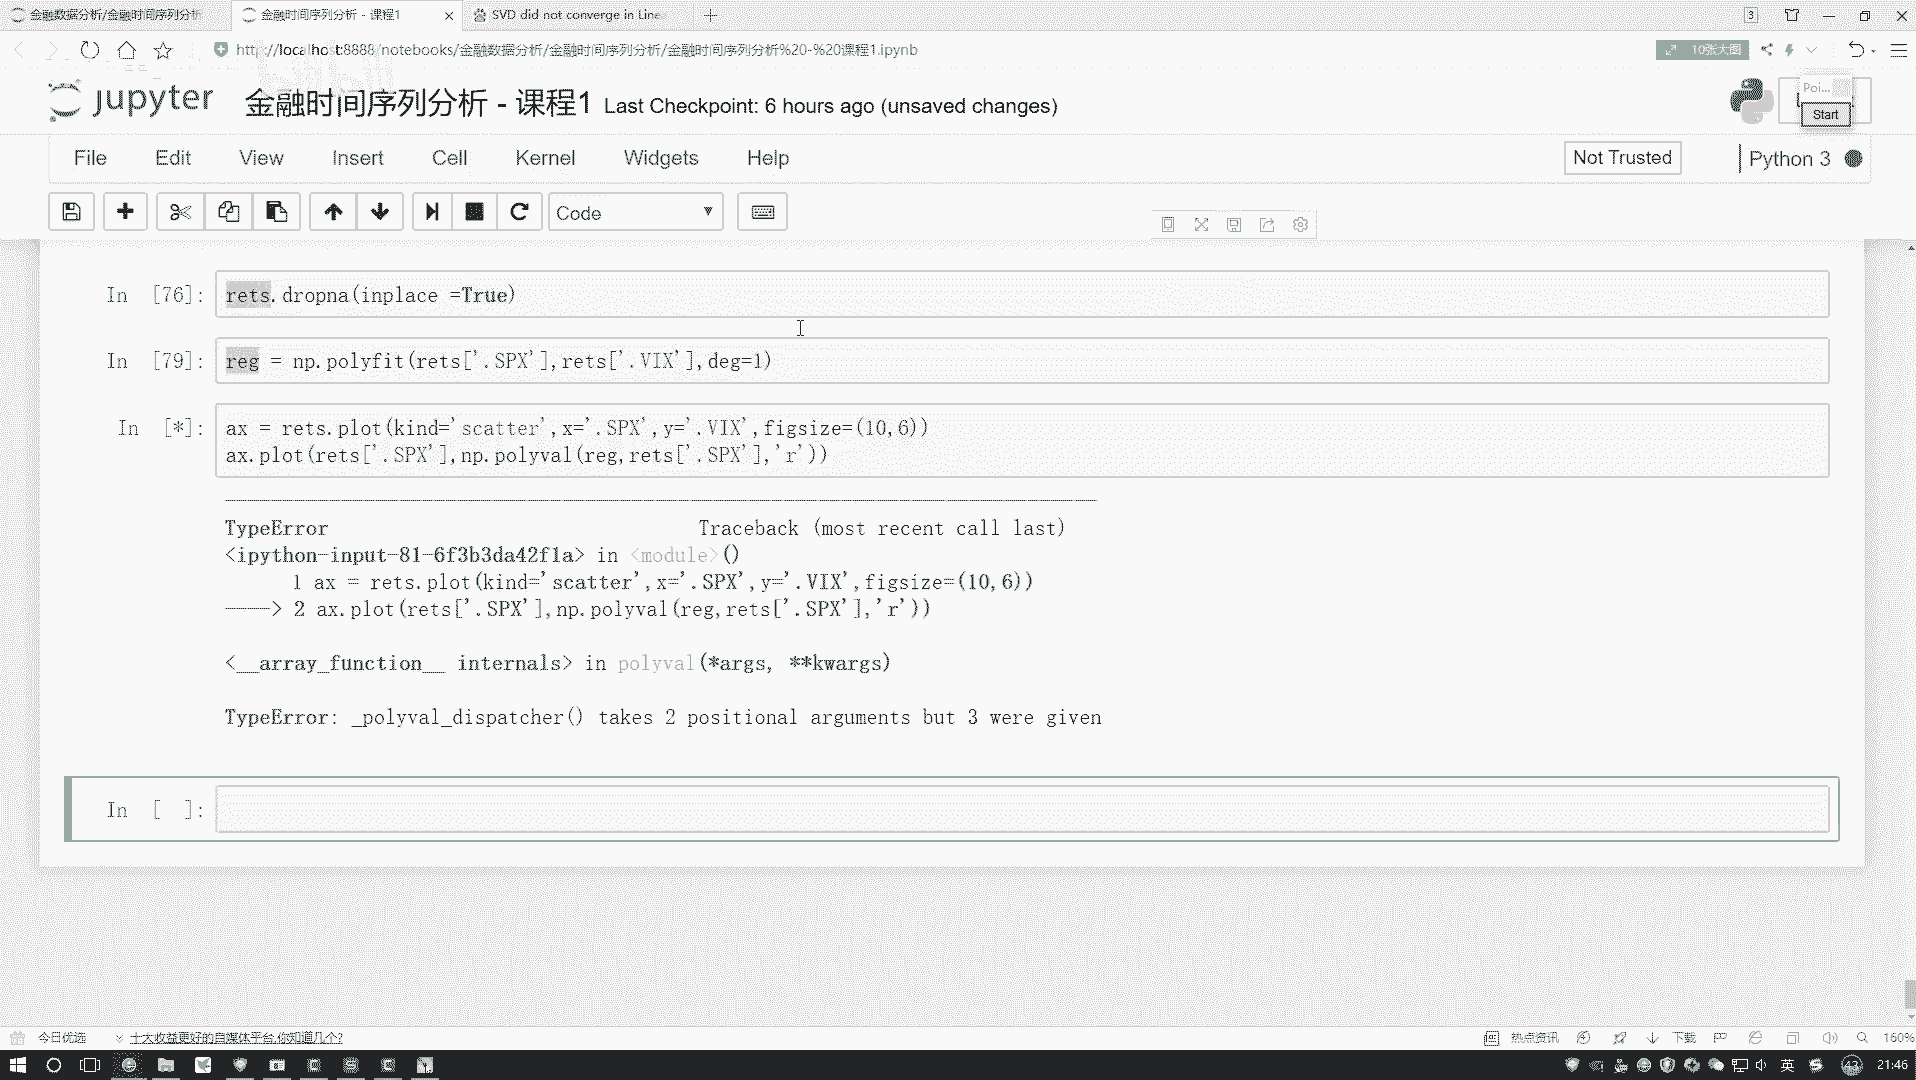 金融数据分析/金融时间序列分析
金融时间序列分析 - 课程1
SVD did not converge in Line
3
http://localhost:8888/notebooks/金融数据分析/金融时间序列分析/金融时间序列分析%20-%20课程1.ipynb
10张大图
jupyter
金融时间序列分析 - 课程1 Last Checkpoint: 6 hours ago (unsaved changes)
Poi...
Start
File Edit View Insert Cell Kernel Widgets Help
Not Trusted
Python 3
Code
In [76]: rets.dropna(inplace =True)
In [79]: reg = np.polyfit(rets['.SPX'],rets['.VIX'],deg=1)
In [*]: ax = rets.plot(kind='scatter',x='.SPX',y='.VIX',figsize=(10,6))
ax.plot(rets['.SPX'],np.polyval(reg,rets['.SPX'],'r'))
TypeError Traceback (most recent call last)
<ipython-input-81-6f3b3da42f1a> in <module>()
1 ax = rets.plot(kind='scatter',x='.SPX',y='.VIX',figsize=(10,6))
----> 2 ax.plot(rets['.SPX'],np.polyval(reg,rets['.SPX'],'r'))
<__array_function__ internals> in polyval(*args, **kwargs)
TypeError: _polyval_dispatcher() takes 2 positional arguments but 3 were given
In [ ]:
今日优选
十大收益更好的自媒体平台,你知道几个?
热点资讯
下载
160%
英
43
21:46